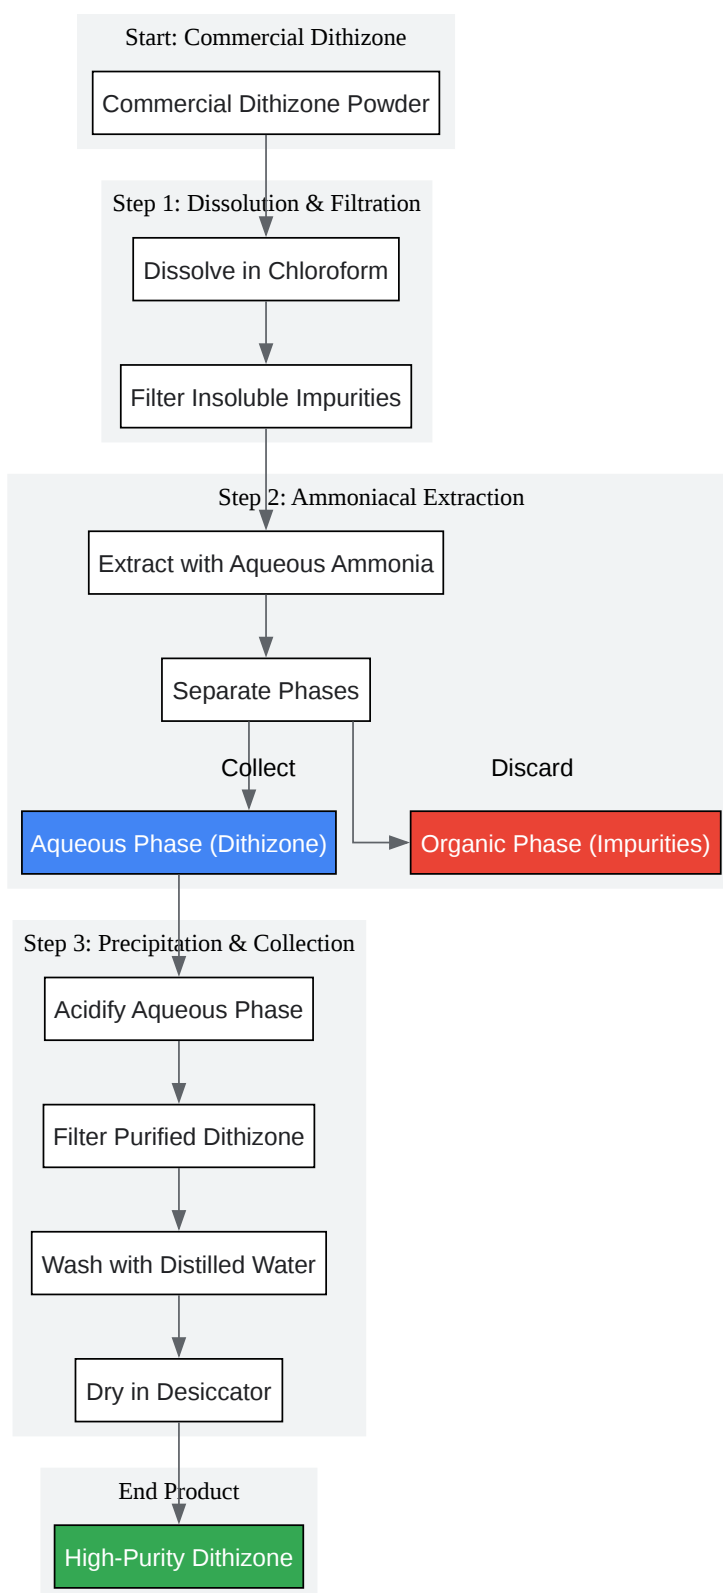 Start: Commercial Dithizone
Commercial Dithizone Powder
Step 1: Dissolution & Filtration
Dissolve in Chloroform
Filter Insoluble Impurities
Step 2: Ammoniacal Extraction
Extract with Aqueous Ammonia
Separate Phases
Collect
Discard
Aqueous Phase (Dithizone)
Organic Phase (Impurities)
Step 3: Precipitation & Collection
Acidify Aqueous Phase
Filter Purified Dithizone
Wash with Distilled Water
Dry in Desiccator
End Product
High-Purity Dithizone